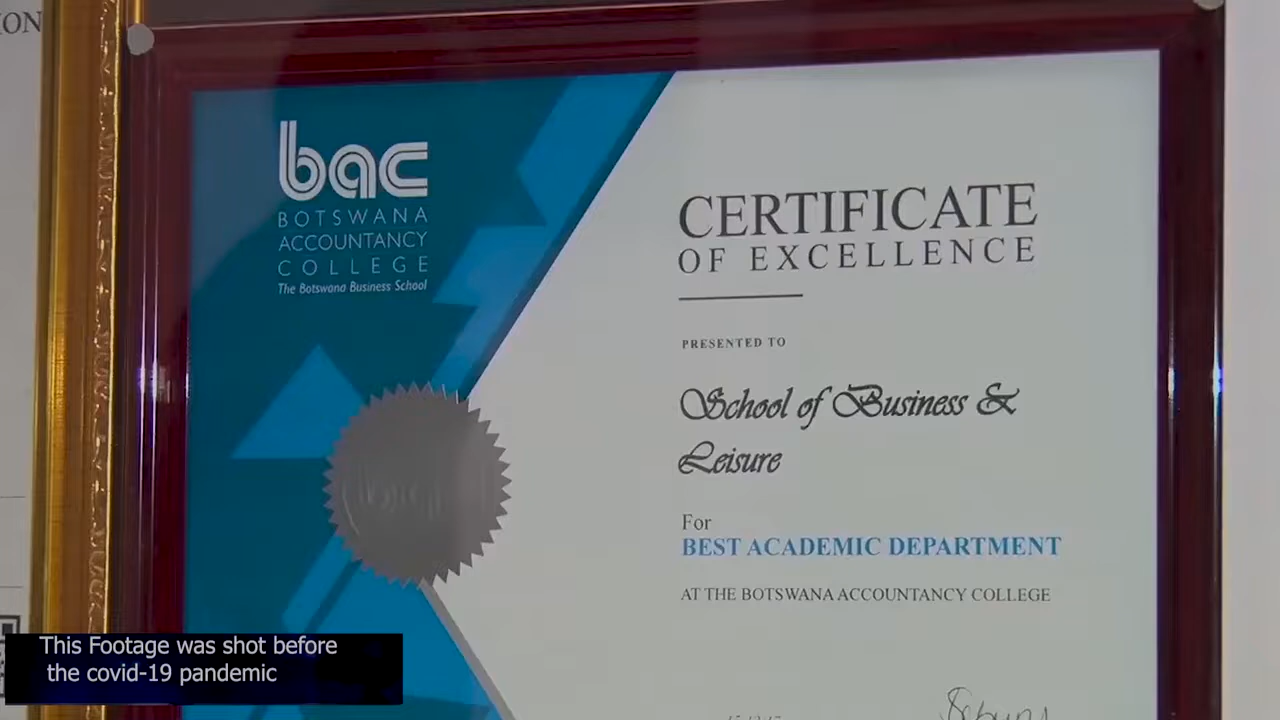 bac
BOTSWANA
ACCOUNTANCY
COLLEGE
The Botswana Business School
CERTIFICATE
OF EXCELLENCE
PRESENTED TO
School of Business &
Leisure
For
BEST ACADEMIC DEPARTMENT
AT THE BOTSWANA ACCOUNTANCY COLLEGE
This Footage was shot before
the covid-19 pandemic